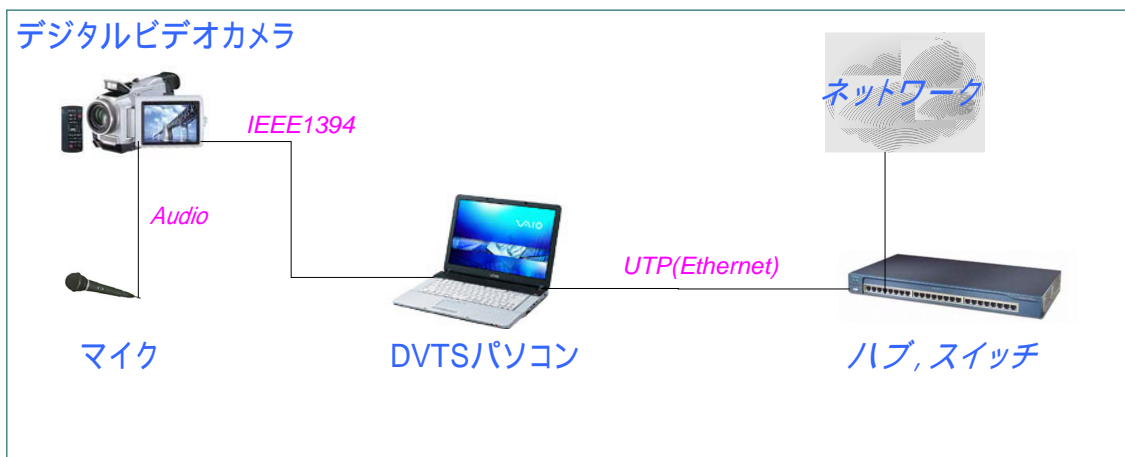 デジタルビデオカメラ
ネットワーク
IEEE1394
Audio
VAIO
UTP(Ethernet)
マイク
DVTSパソコン
ハブ,スイッチ